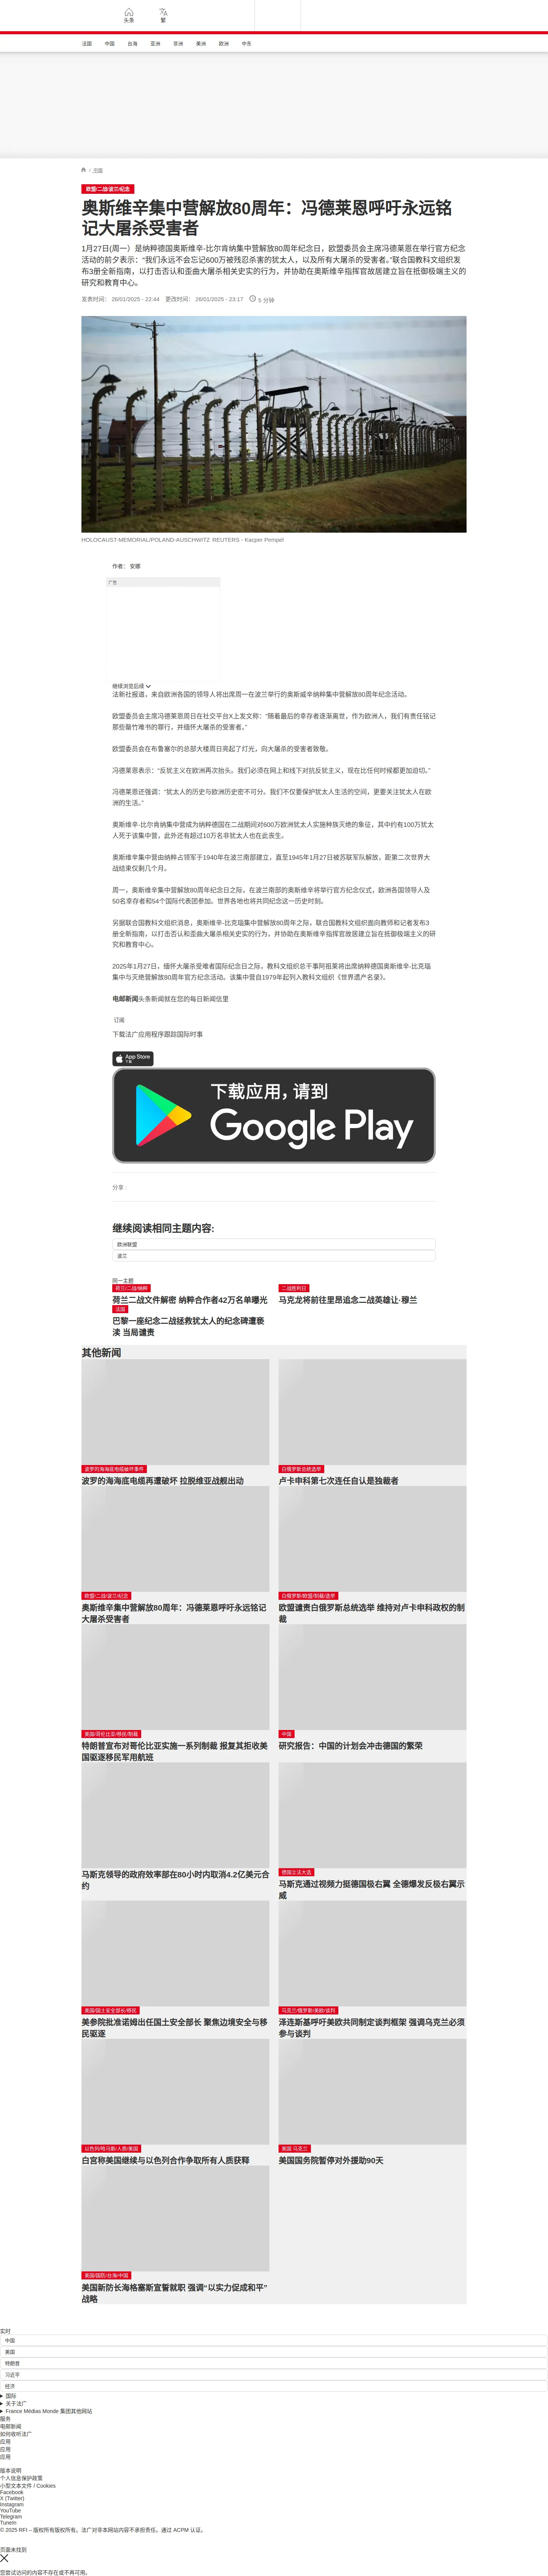 头条
繁
法国 中国 台海 亚洲 非洲 美洲 欧洲 中东
/ 中国
欧盟/二战/波兰/纪念
奥斯维辛集中营解放80周年：冯德莱恩呼吁永远铭
记大屠杀受害者
1月27日(周一）是纳粹德国奥斯维辛-比尔肯纳集中营解放80周年纪念日，欧盟委员会主席冯德莱恩在举行官方纪念
活动的前夕表示：“我们永远不会忘记600万被残忍杀害的犹太人，以及所有大屠杀的受害者。”联合国教科文组织发
布3册全新指南，以打击否认和歪曲大屠杀相关史实的行为，并协助在奥斯维辛指挥官故居建立旨在抵御极端主义的
研究和教育中心。
发表时间： 26/01/2025 - 22:44 更改时间： 26/01/2025 - 23:17 5 分钟
HOLOCAUST-MEMORIAL/POLAND-AUSCHWITZ REUTERS - Kacper Pempel
作者： 安娜
广告
继续浏览后续
法新社报道，来自欧洲各国的领导人将出席周一在波兰举行的奥斯威辛纳粹集中营解放80周年纪念活动。
欧盟委员会主席冯德莱恩周日在社交平台X上发文称：“随着最后的幸存者逐渐离世，作为欧洲人，我们有责任铭记
那些罄竹难书的罪行，并缅怀大屠杀的受害者。”
欧盟委员会在布鲁塞尔的总部大楼周日亮起了灯光，向大屠杀的受害者致敬。
冯德莱恩表示：“反犹主义在欧洲再次抬头。我们必须在网上和线下对抗反犹主义，现在比任何时候都更加迫切。”
冯德莱恩还强调：“犹太人的历史与欧洲历史密不可分。我们不仅要保护犹太人生活的空间，更要关注犹太人在欧
洲的生活。”
奥斯维辛-比尔肯纳集中营成为纳粹德国在二战期间对600万欧洲犹太人实施种族灭绝的象征，其中约有100万犹太
人死于该集中营，此外还有超过10万名非犹太人也在此丧生。
奥斯维辛集中营由纳粹占领军于1940年在波兰南部建立，直至1945年1月27日被苏联军队解放，距第二次世界大
战结束仅剩几个月。
周一，奥斯维辛集中营解放80周年纪念日之际，在波兰南部的奥斯维辛将举行官方纪念仪式，欧洲各国领导人及
50名幸存者和54个国际代表团参加。世界各地也将共同纪念这一历史时刻。
另据联合国教科文组织消息，奥斯维辛-比克瑙集中营解放80周年之际，联合国教科文组织面向教师和记者发布3
册全新指南，以打击否认和歪曲大屠杀相关史实的行为，并协助在奥斯维辛指挥官故居建立旨在抵御极端主义的研
究和教育中心。
2025年1月27日，缅怀大屠杀受难者国际纪念日之际，教科文组织总干事阿祖莱将出席纳粹德国奥斯维辛-比克瑙
集中与灭绝营解放80周年官方纪念活动。该集中营自1979年起列入教科文组织《世界遗产名录》。
电邮新闻头条新闻就在您的每日新闻信里
订阅
下载法广应用程序跟踪国际时事
App Store
下载
下载应用，请到
Google Play
分享 :
继续阅读相同主题内容:
欧洲联盟
波兰
同一主题
荷兰/二战/纳粹
荷兰二战文件解密 纳粹合作者42万名单曝光
二战胜利日
马克龙将前往里昂追念二战英雄让·穆兰
法国
巴黎一座纪念二战拯救犹太人的纪念碑遭亵
渎 当局谴责
其他新闻
波罗的海海底电缆破坏事件
波罗的海海底电缆再遭破坏 拉脱维亚战舰出动
白俄罗斯总统选举
卢卡申科第七次连任自认是独裁者
欧盟/二战/波兰/纪念
奥斯维辛集中营解放80周年：冯德莱恩呼吁永远铭记
大屠杀受害者
白俄罗斯/欧盟/制裁/选举
欧盟谴责白俄罗斯总统选举 维持对卢卡申科政权的制
裁
美国/哥伦比亚/移民/制裁
特朗普宣布对哥伦比亚实施一系列制裁 报复其拒收美
国驱逐移民军用航班
中国
研究报告：中国的计划会冲击德国的繁荣
马斯克领导的政府效率部在80小时内取消4.2亿美元合
约
德国立法大选
马斯克通过视频力挺德国极右翼 全德爆发反极右翼示
威
美国/国土安全部长/移民
美参院批准诺姆出任国土安全部长 聚焦边境安全与移
民驱逐
乌克兰/俄罗斯/美欧/谈判
泽连斯基呼吁美欧共同制定谈判框架 强调乌克兰必须
参与谈判
以色列/哈马斯/人质/美国
白宫称美国继续与以色列合作争取所有人质获释
美国 乌克兰
美国国务院暂停对外援助90天
美国/国防/台海/中国
美国新防长海格塞斯宣誓就职 强调“以实力促成和平”
战略
实时
中国
美国
特朗普
习近平
经济
国际
关于法广
France Médias Monde 集团其他网站
服务
电邮新闻
如何收听法广
应用
应用
应用
版本说明
个人信息保护政策
小型文本文件 / Cookies
Facebook
X (Twitter)
Instagram
YouTube
Telegram
TuneIn
© 2025 RFI – 版权所有版权所有。法广对非本网站内容不承担责任。通过 ACPM 认证。
页面未找到
您尝试访问的内容不存在或不再可用。